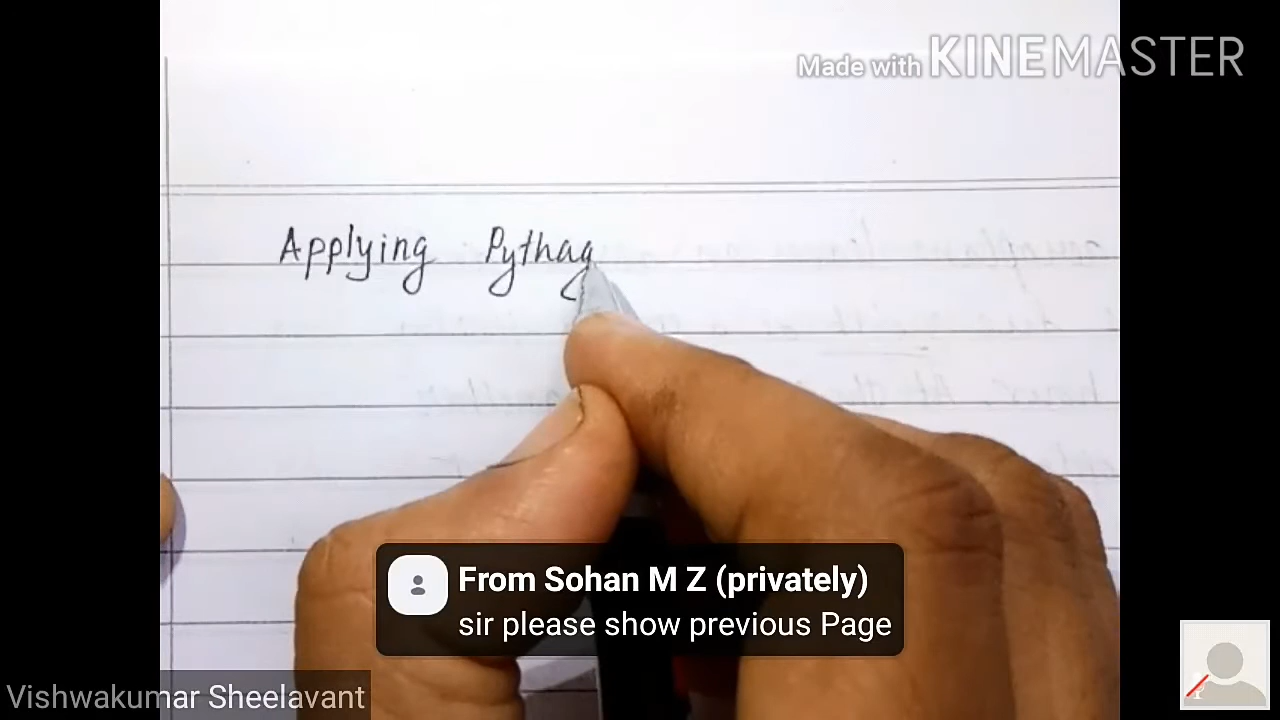 Made with KINEMASTER
Applying Pythag
From Sohan M Z (privately)
sir please show previous Page
Vishwakumar Sheelavant